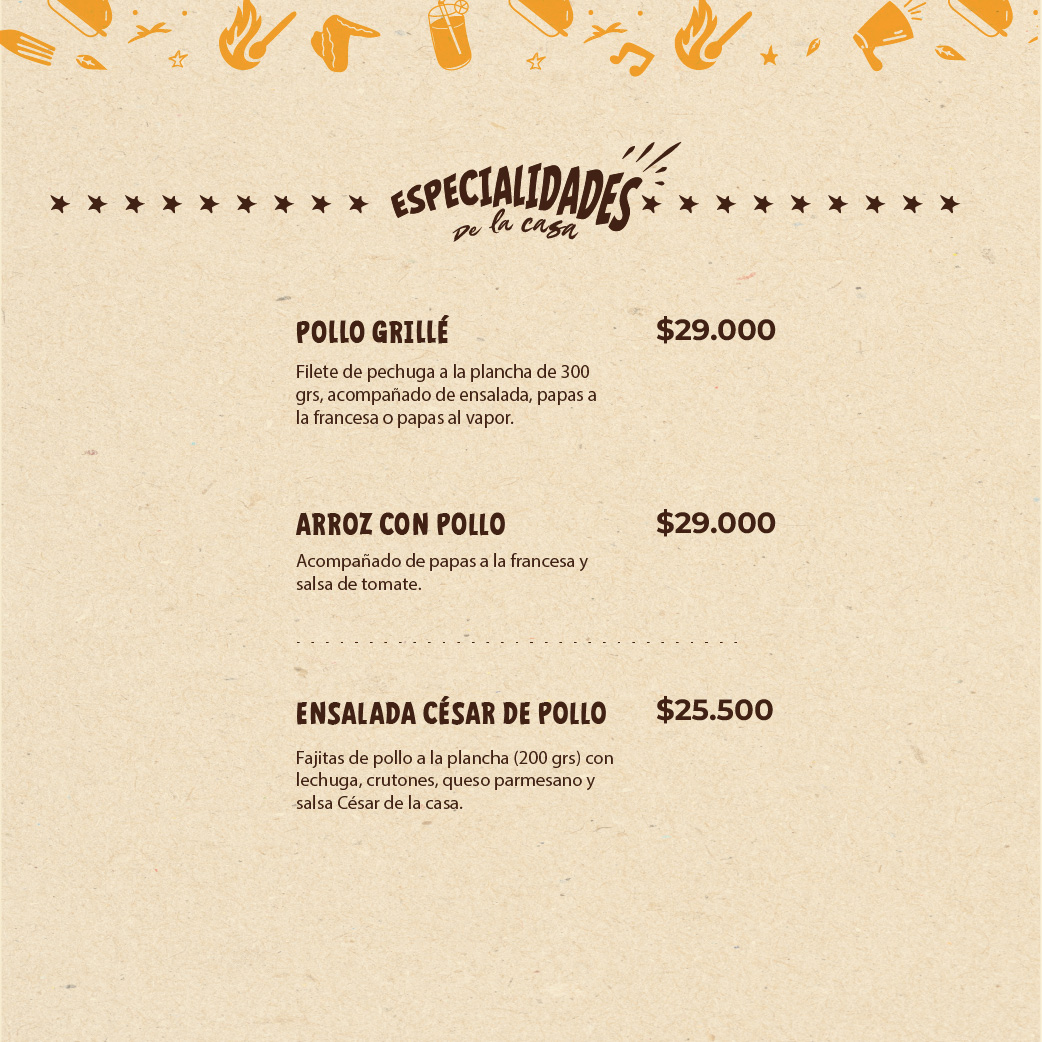 ESPECIALIDADES
De la casa
POLLO GRILLÉ $29.000
Filete de pechuga a la plancha de 300
grs, acompañado de ensalada, papas a
la francesa o papas al vapor.
ARROZ CON POLLO $29.000
Acompañado de papas a la francesa y
salsa de tomate.
ENSALADA CÉSAR DE POLLO $25.500
Fajitas de pollo a la plancha (200 grs) con
lechuga, crutones, queso parmesano y
salsa César de la casa.